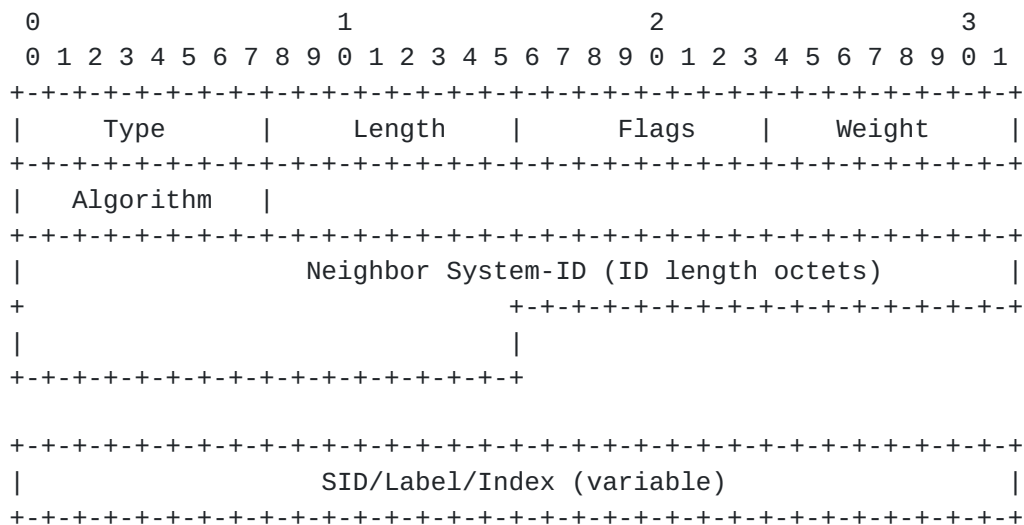 0                   1                   2                   3
 0 1 2 3 4 5 6 7 8 9 0 1 2 3 4 5 6 7 8 9 0 1 2 3 4 5 6 7 8 9 0 1
+-+-+-+-+-+-+-+-+-+-+-+-+-+-+-+-+-+-+-+-+-+-+-+-+-+-+-+-+-+-+-+-+
|     Type      |     Length    |      Flags    |    Weight     |
+-+-+-+-+-+-+-+-+-+-+-+-+-+-+-+-+-+-+-+-+-+-+-+-+-+-+-+-+-+-+-+-+
|   Algorithm   |
+-+-+-+-+-+-+-+-+-+-+-+-+-+-+-+-+-+-+-+-+-+-+-+-+-+-+-+-+-+-+-+-+
|                  Neighbor System-ID (ID length octets)        |
+                               +-+-+-+-+-+-+-+-+-+-+-+-+-+-+-+-+
|                               |
+-+-+-+-+-+-+-+-+-+-+-+-+-+-+-+-+

+-+-+-+-+-+-+-+-+-+-+-+-+-+-+-+-+-+-+-+-+-+-+-+-+-+-+-+-+-+-+-+-+
|                   SID/Label/Index (variable)                  |
+-+-+-+-+-+-+-+-+-+-+-+-+-+-+-+-+-+-+-+-+-+-+-+-+-+-+-+-+-+-+-+-+